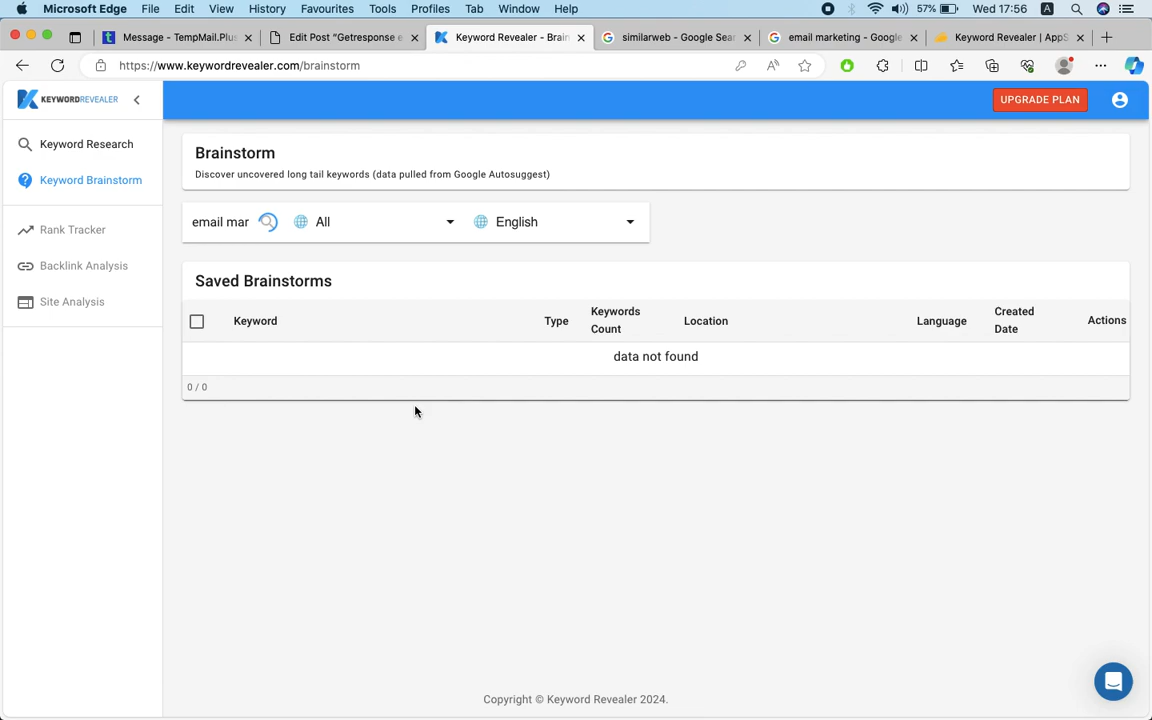 Microsoft Edge File Edit View History Favourites Tools Profiles Tab Window Help 57% Wed 17:56 A
t Message - TempMail.Plus Edit Post "Getresponse e Keyword Revealer - Brain similarweb - Google Sear email marketing - Google Keyword Revealer | AppS
https://www.keywordrevealer.com/brainstorm
KEYWORDREVEALER
UPGRADE PLAN
Keyword Research
Keyword Brainstorm
Rank Tracker
Backlink Analysis
Site Analysis
Brainstorm
Discover uncovered long tail keywords (data pulled from Google Autosuggest)
email mar All English
Saved Brainstorms
Keyword Type Keywords Count Location Language Created Date Actions
data not found
0 / 0
Copyright © Keyword Revealer 2024.